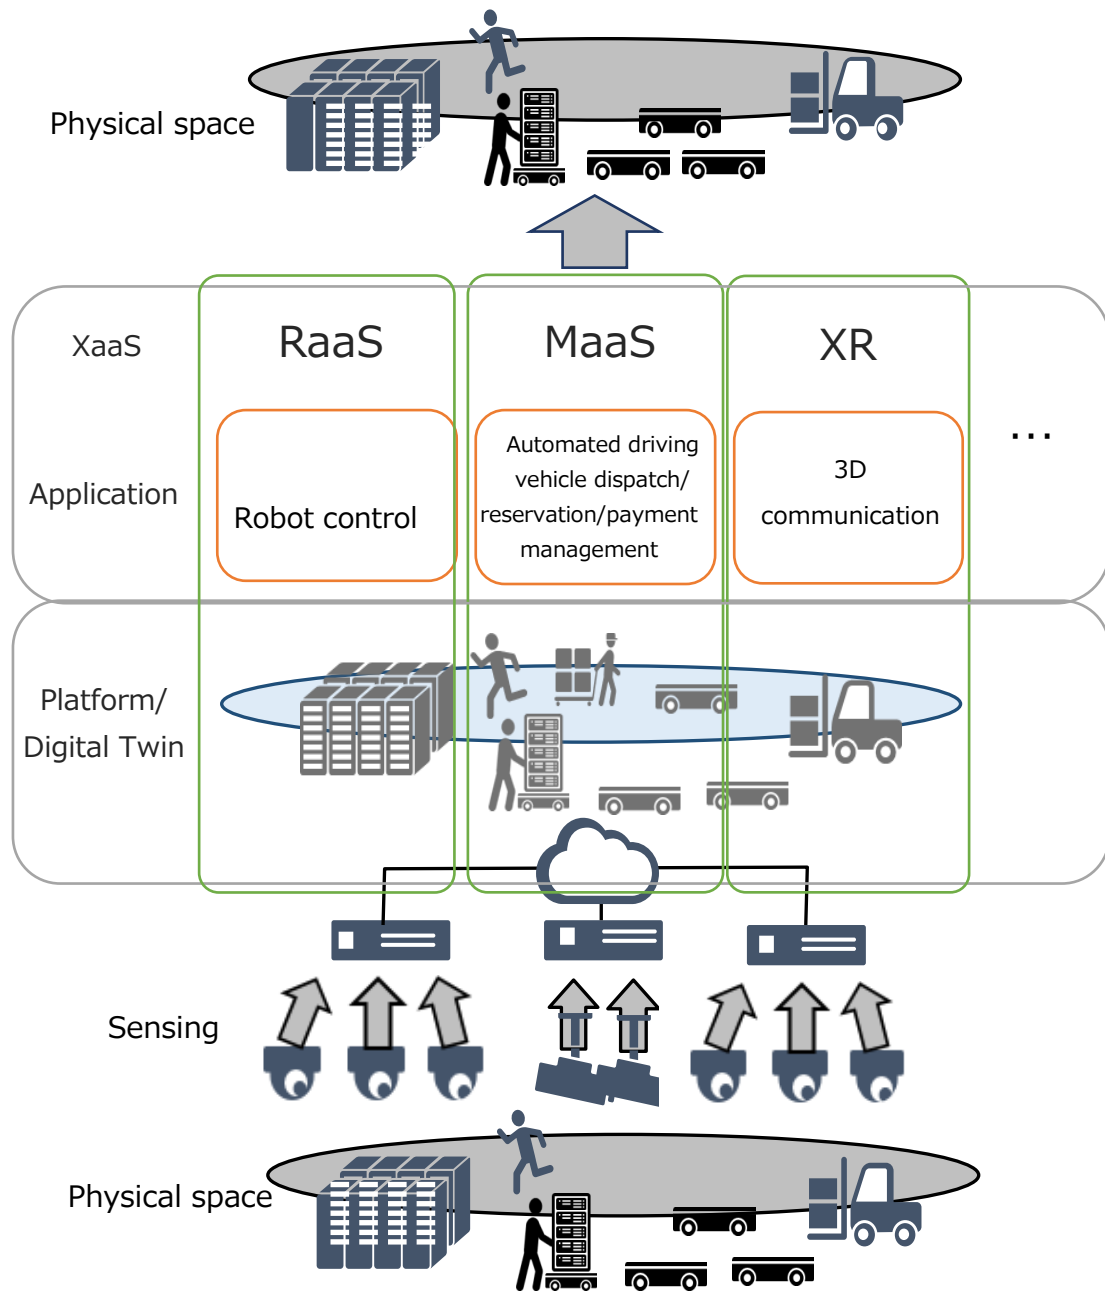 Physical space
XaaS
RaaS
MaaS
XR
Application
Robot control
Automated driving
vehicle dispatch/
reservation/payment
management
3D
communication
...
Platform/
Digital Twin
Sensing
Physical space